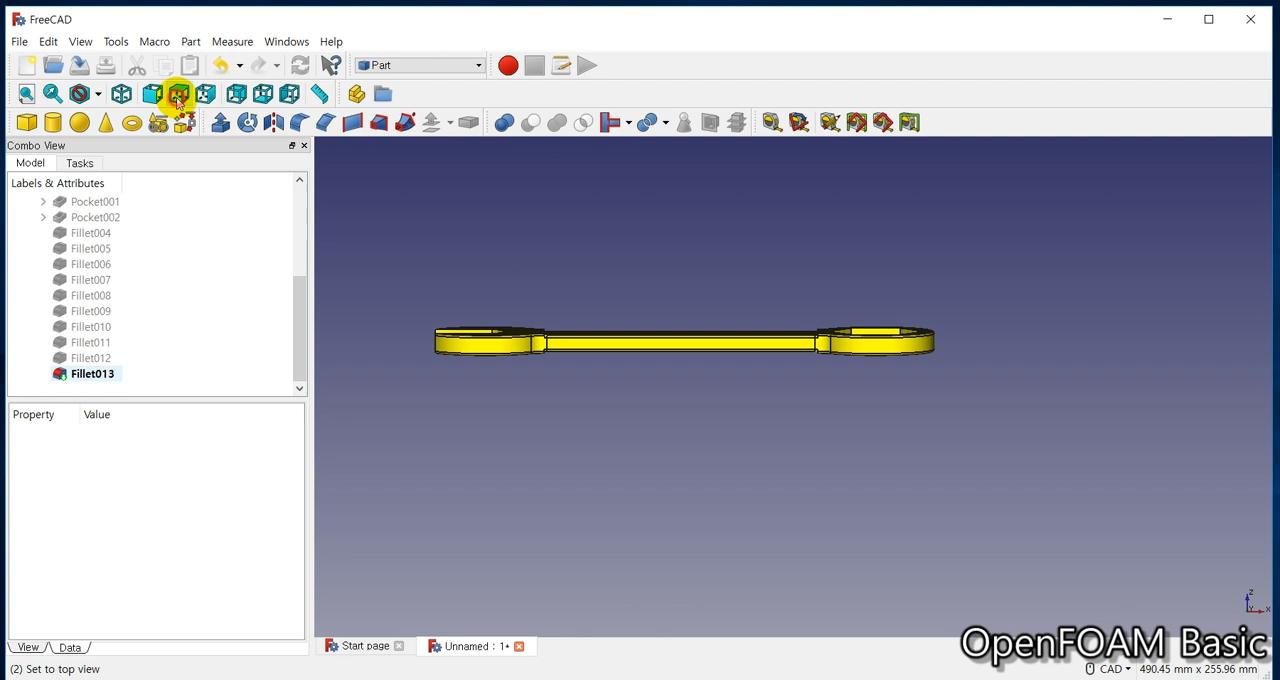 FreeCAD
File Edit View Tools Macro Part Measure Windows Help
Part
Combo View
Model Tasks
Labels & Attributes
Pocket001
Pocket002
Fillet004
Fillet005
Fillet006
Fillet007
Fillet008
Fillet009
Fillet010
Fillet011
Fillet012
Fillet013
Property Value
Z
Y X
View Data
Start page Unnamed : 1*
OpenFOAM Basic
(2) Set to top view
CAD 490.45 mm x 255.96 mm